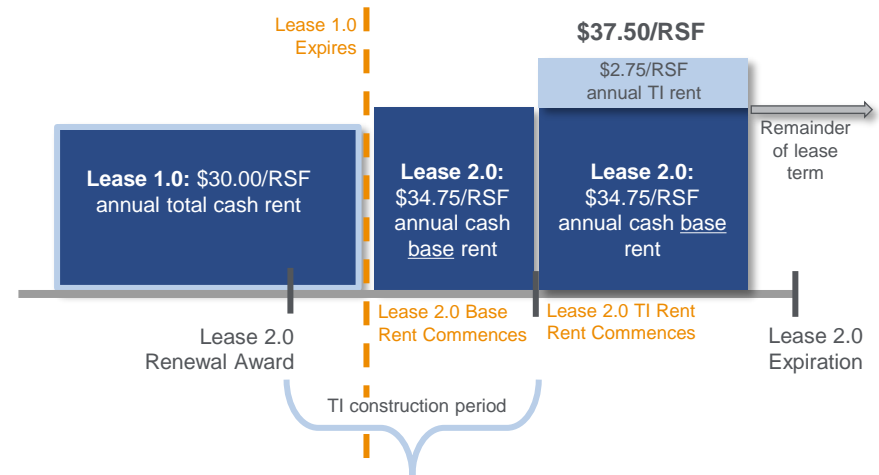 Lease 1.0
Expires
$37.50/RSF
$2.75/RSF
annual TI rent
Remainder
of lease
term
Lease 1.0: $30.00/RSF
annual total cash rent
Lease 2.0:
$34.75/RSF
annual cash
base rent
Lease 2.0:
$34.75/RSF
annual cash base
rent
Lease 2.0 Base
Rent Commences
Lease 2.0 TI Rent
Rent Commences
Lease 2.0
Renewal Award
Lease 2.0
Expiration
TI construction period